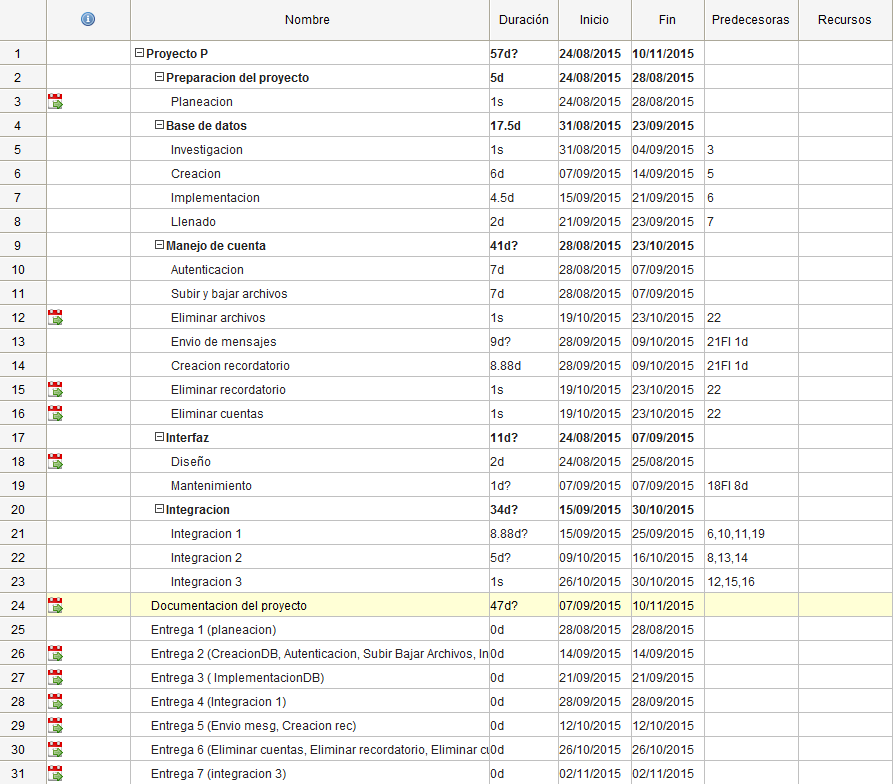 Nombre Duración Inicio Fin Predecesoras Recursos
1 Proyecto P 57d? 24/08/2015 10/11/2015
2 Preparacion del proyecto 5d 24/08/2015 28/08/2015
3 Planeacion 1s 24/08/2015 28/08/2015
4 Base de datos 17.5d 31/08/2015 23/09/2015
5 Investigacion 1s 31/08/2015 04/09/2015 3
6 Creacion 6d 07/09/2015 14/09/2015 5
7 Implementacion 4.5d 15/09/2015 21/09/2015 6
8 Llenado 2d 21/09/2015 23/09/2015 7
9 Manejo de cuenta 41d? 28/08/2015 23/10/2015
10 Autenticacion 7d 28/08/2015 07/09/2015
11 Subir y bajar archivos 7d 28/08/2015 07/09/2015
12 Eliminar archivos 1s 19/10/2015 23/10/2015 22
13 Envio de mensajes 9d? 28/09/2015 09/10/2015 21FI 1d
14 Creacion recordatorio 8.88d 28/09/2015 09/10/2015 21FI 1d
15 Eliminar recordatorio 1s 19/10/2015 23/10/2015 22
16 Eliminar cuentas 1s 19/10/2015 23/10/2015 22
17 Interfaz 11d? 24/08/2015 07/09/2015
18 Diseño 2d 24/08/2015 25/08/2015
19 Mantenimiento 1d? 07/09/2015 07/09/2015 18FI 8d
20 Integracion 34d? 15/09/2015 30/10/2015
21 Integracion 1 8.88d? 15/09/2015 25/09/2015 6,10,11,19
22 Integracion 2 5d? 09/10/2015 16/10/2015 8,13,14
23 Integracion 3 1s 26/10/2015 30/10/2015 12,15,16
24 Documentacion del proyecto 47d? 07/09/2015 10/11/2015
25 Entrega 1 (planeacion) 0d 28/08/2015 28/08/2015
26 Entrega 2 (CreacionDB, Autenticacion, Subir Bajar Archivos, In 0d 14/09/2015 14/09/2015
27 Entrega 3 ( ImplementacionDB) 0d 21/09/2015 21/09/2015
28 Entrega 4 (Integracion 1) 0d 28/09/2015 28/09/2015
29 Entrega 5 (Envio mesg, Creacion rec) 0d 12/10/2015 12/10/2015
30 Entrega 6 (Eliminar cuentas, Eliminar recordatorio, Eliminar cu 0d 26/10/2015 26/10/2015
31 Entrega 7 (integracion 3) 0d 02/11/2015 02/11/2015